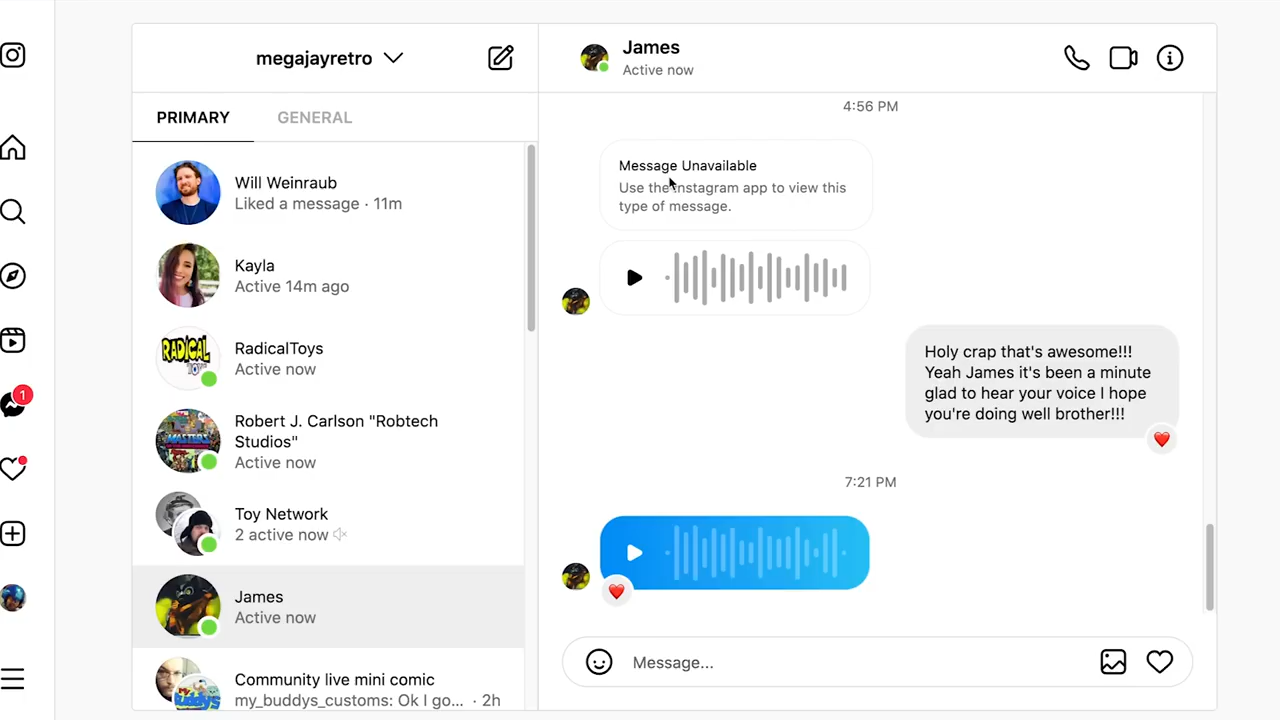 megajayretro
PRIMARY
GENERAL
Will Weinraub
Liked a message · 11m
Kayla
Active 14m ago
RADICAL
RadicalToys
Active now
MASTERS
Robert J. Carlson "Robtech
Studios"
Active now
Toy Network
2 active now
1
James
Active now
my
buddys
Community live mini comic
my_buddys_customs: Ok I go... · 2h
James
Active now
4:56 PM
Message Unavailable
Use the Instagram app to view this
type of message.
Holy crap that's awesome!!!
Yeah James it's been a minute
glad to hear your voice I hope
you're doing well brother!!!
7:21 PM
Message...